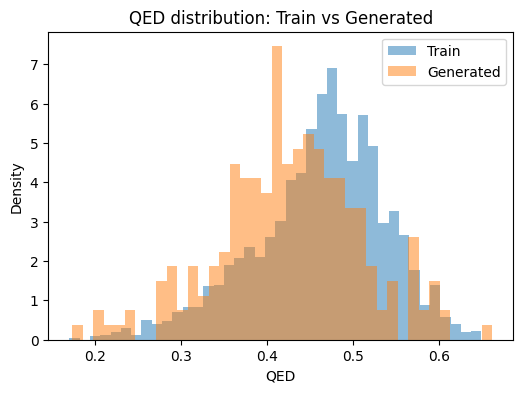 QED distribution: Train vs Generated
Train
Generated
Density
7
6
5
4
3
2
1
0
0.2 0.3 0.4 0.5 0.6
QED